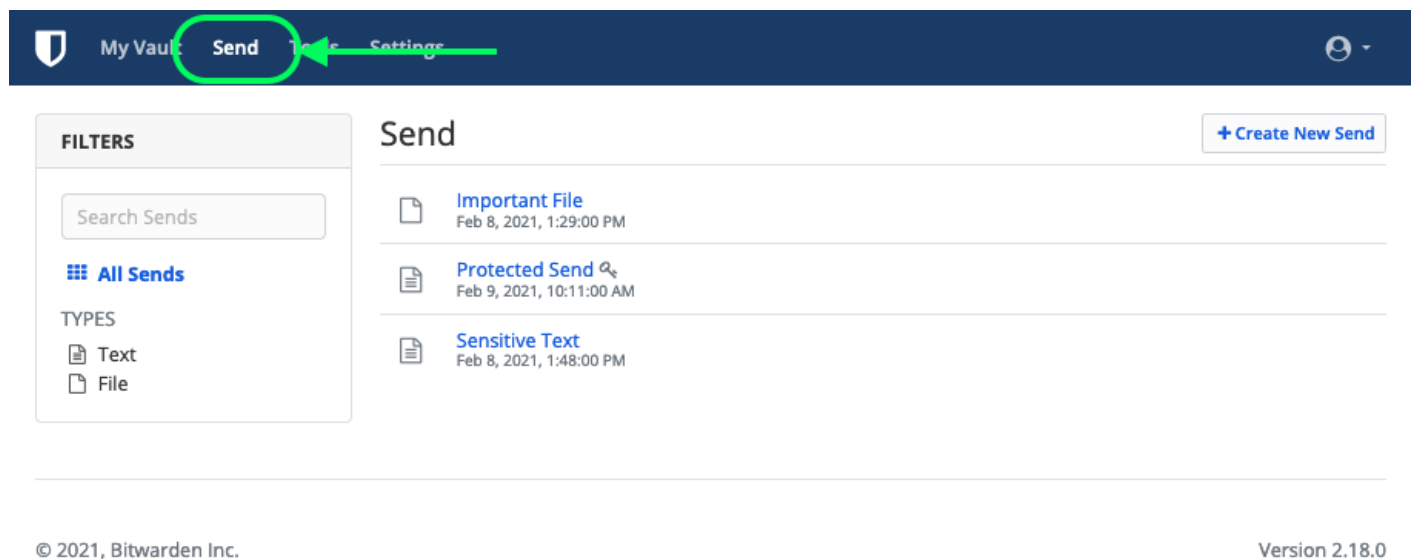 My Vault Send Tools Settings
FILTERS
Search Sends
All Sends
TYPES
Text
File
Send
+ Create New Send
Important File
Feb 8, 2021, 1:29:00 PM
Protected Send
Feb 9, 2021, 10:11:00 AM
Sensitive Text
Feb 8, 2021, 1:48:00 PM
© 2021, Bitwarden Inc.
Version 2.18.0